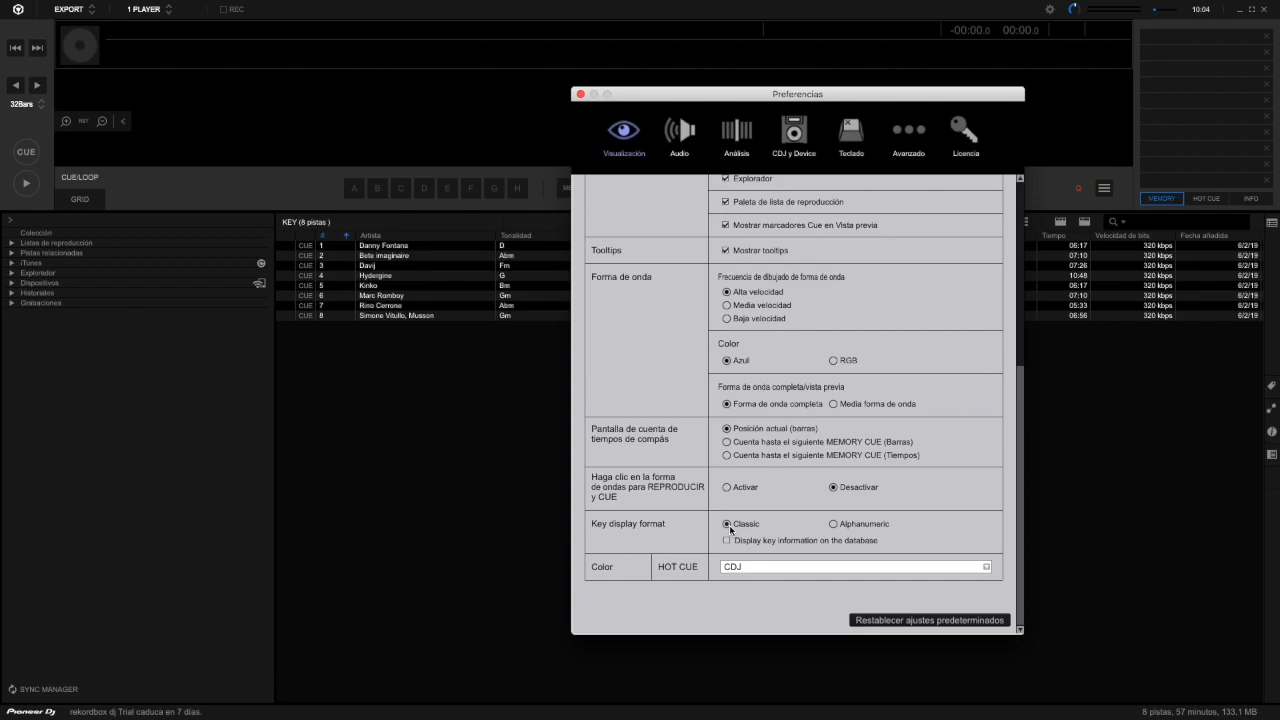 EXPORT
1 PLAYER
REC
10:04
-00:00.0
00:00.0
Preferencias
32Bars
RST
Visualización
Audio
Análisis
CDJ y Device
Teclado
Avanzado
Licencia
CUE
CUE/LOOP
GRID
A
B
C
D
E
F
G
H
Q
MEMORY
HOT CUE
INFO
KEY (8 pistas )
Colección
Listas de reproducción
Pistas relacionadas
iTunes
Explorador
Dispositivos
Historiales
Grabaciones
# Artista Tonalidad Tiempo Velocidad de bits. Fecha añadida
CUE 1 Danny Fontana D 06:17 320 kbps 6/2/19
CUE 2 Bete imaginaire Abm 07:10 320 kbps 6/2/19
CUE 3 Davij Fm 07:26 320 kbps 6/2/19
CUE 4 Hydergine G 10:48 320 kbps 6/2/19
CUE 5 Kinko Bm 06:17 320 kbps 6/2/19
CUE 6 Marc Romboy Gm 07:10 320 kbps 6/2/19
CUE 7 Rino Cerrone Abm 05:33 320 kbps 6/2/19
CUE 8 Simone Vitullo, Musson Gm 06:56 320 kbps 6/2/19
Explorador
Paleta de lista de reproducción
Mostrar marcadores Cue en Vista previa
Tooltips
Mostrar tooltips
Forma de onda
Frecuencia de dibujado de forma de onda
Alta velocidad
Media velocidad
Baja velocidad
Color
Azul
RGB
Forma de onda completa/vista previa
Forma de onda completa
Media forma de onda
Pantalla de cuenta de
tiempos de compás
Posición actual (barras)
Cuenta hasta el siguiente MEMORY CUE (Barras)
Cuenta hasta el siguiente MEMORY CUE (Tiempos)
Haga clic en la forma
de ondas para REPRODUCIR
y CUE
Activar
Desactivar
Key display format
Classic
Alphanumeric
Display key information on the database
Color
HOT CUE
CDJ
Restablecer ajustes predeterminados
SYNC MANAGER
Pioneer Dj
rekordbox dj Trial caduca en 7 días.
8 pistas, 57 minutos, 133,1 MB